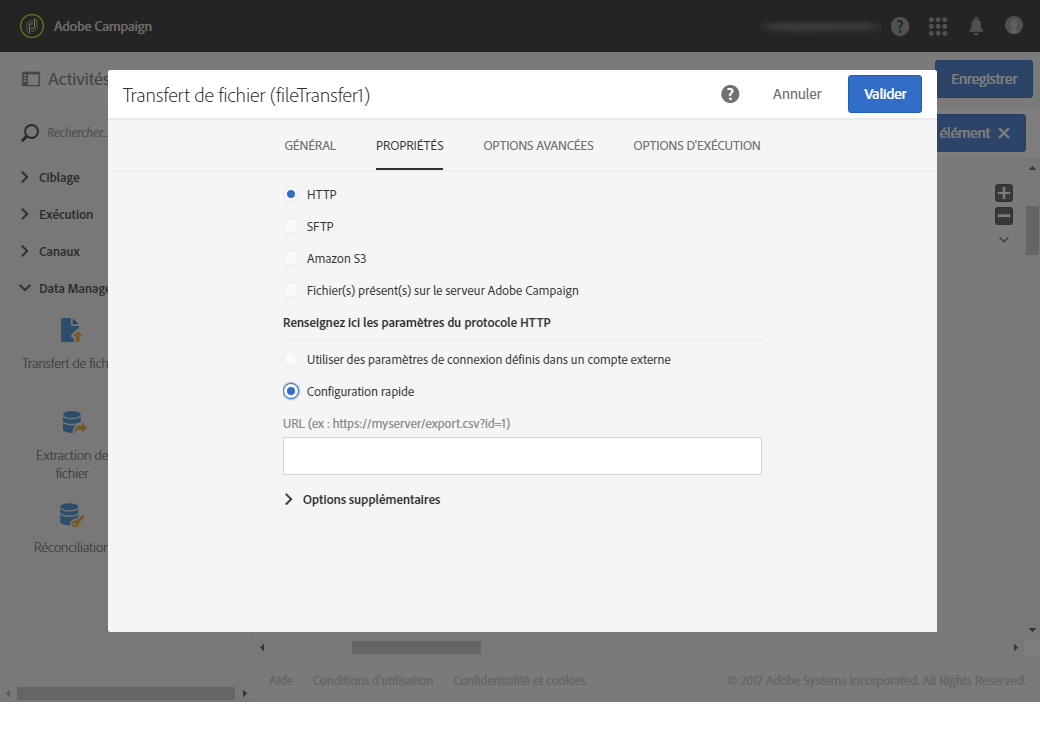 Adobe Campaign
Activités
Enregistrer
Transfert de fichier (fileTransfer1)
Annuler
Valider
Rechercher...
élément
GÉNÉRAL
PROPRIÉTÉS
OPTIONS AVANCÉES
OPTIONS D'EXÉCUTION
Ciblage
Exécution
Canaux
Data Manage
HTTP
SFTP
Amazon S3
Fichier(s) présent(s) sur le serveur Adobe Campaign
Renseignez ici les paramètres du protocole HTTP
Utiliser des paramètres de connexion définis dans un compte externe
Configuration rapide
URL (ex : https://myserver/export.csv?id=1)
Options supplémentaires
Transfert de fich
Extraction de
fichier
Réconciliation
Aide
Conditions d'utilisation
Confidentialité et cookies
© 2017 Adobe Systems Incorporated. All Rights Reserved.